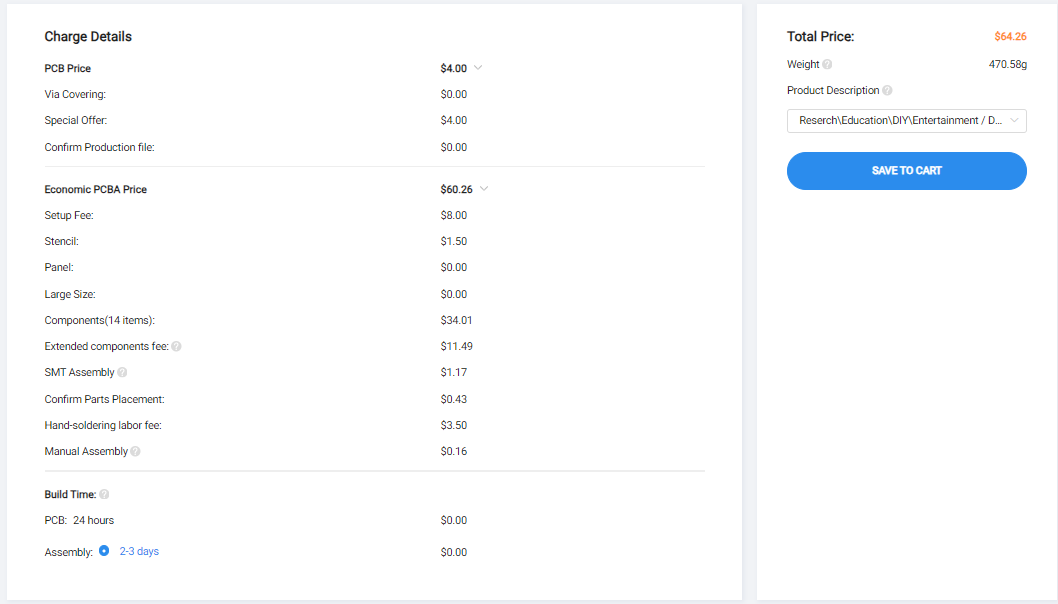 Charge Details
PCB Price $4.00
Via Covering: $0.00
Special Offer: $4.00
Confirm Production file: $0.00
Economic PCBA Price $60.26
Setup Fee: $8.00
Stencil: $1.50
Panel: $0.00
Large Size: $0.00
Components(14 items): $34.01
Extended components fee: ? $11.49
SMT Assembly ? $1.17
Confirm Parts Placement: $0.43
Hand-soldering labor fee: $3.50
Manual Assembly ? $0.16
Build Time: ?
PCB: 24 hours $0.00
Assembly: 2-3 days $0.00
Total Price: $64.26
Weight ? 470.58g
Product Description ?
Reserch\Education\DIY\Entertainment / D...
SAVE TO CART